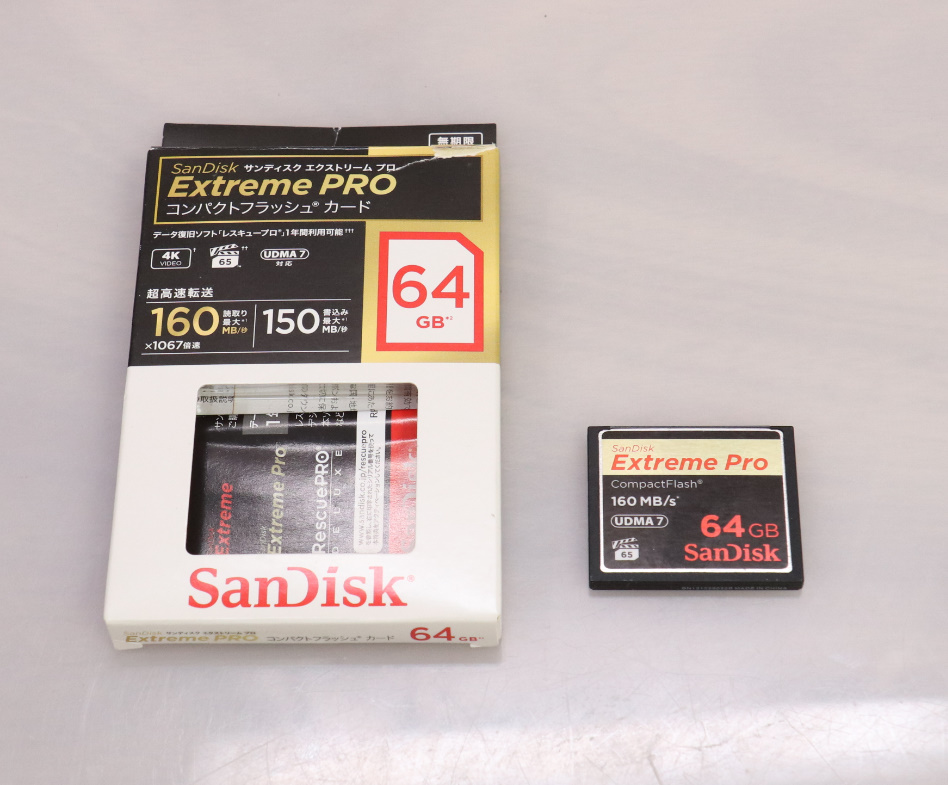 無期限
SanDisk サンディスク エクストリーム プロ
Extreme PRO
コンパクトフラッシュ® カード
データ復旧ソフト「レスキュープロ®」1年間利用可能†††
4K VIDEO †
65 ††
UDMA 7 対応
64
GB*2
超高速転送
160 読取り 最大*1 MB/秒
150 書込み 最大*1 MB/秒
×1067倍速
Extreme
SanDisk
Extreme Pro
RescuePRO®
DELUXE
SanDisk®
SanDisk サンディスク エクストリーム プロ
Extreme PRO コンパクトフラッシュ® カード 64 GB
SanDisk
Extreme Pro
CompactFlash®
160 MB/s*
UDMA 7
64 GB
65
SanDisk